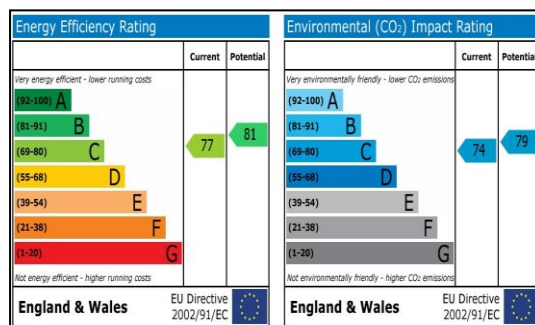 Energy Efficiency Rating
Current Potential
Very energy efficient - lower running costs
(92-100) A
(81-91) B
(69-80) C
(55-68) D
(39-54) E
(21-38) F
(1-20) G
77
81
Not energy efficient - higher running costs
England & Wales
EU Directive
2002/91/EC
Environmental (CO₂) Impact Rating
Current Potential
Very environmentally friendly - lower CO₂ emissions
(92-100) A
(81-91) B
(69-80) C
(55-68) D
(39-54) E
(21-38) F
(1-20) G
74
79
Not environmentally friendly - higher CO₂ emissions
England & Wales
EU Directive
2002/91/EC